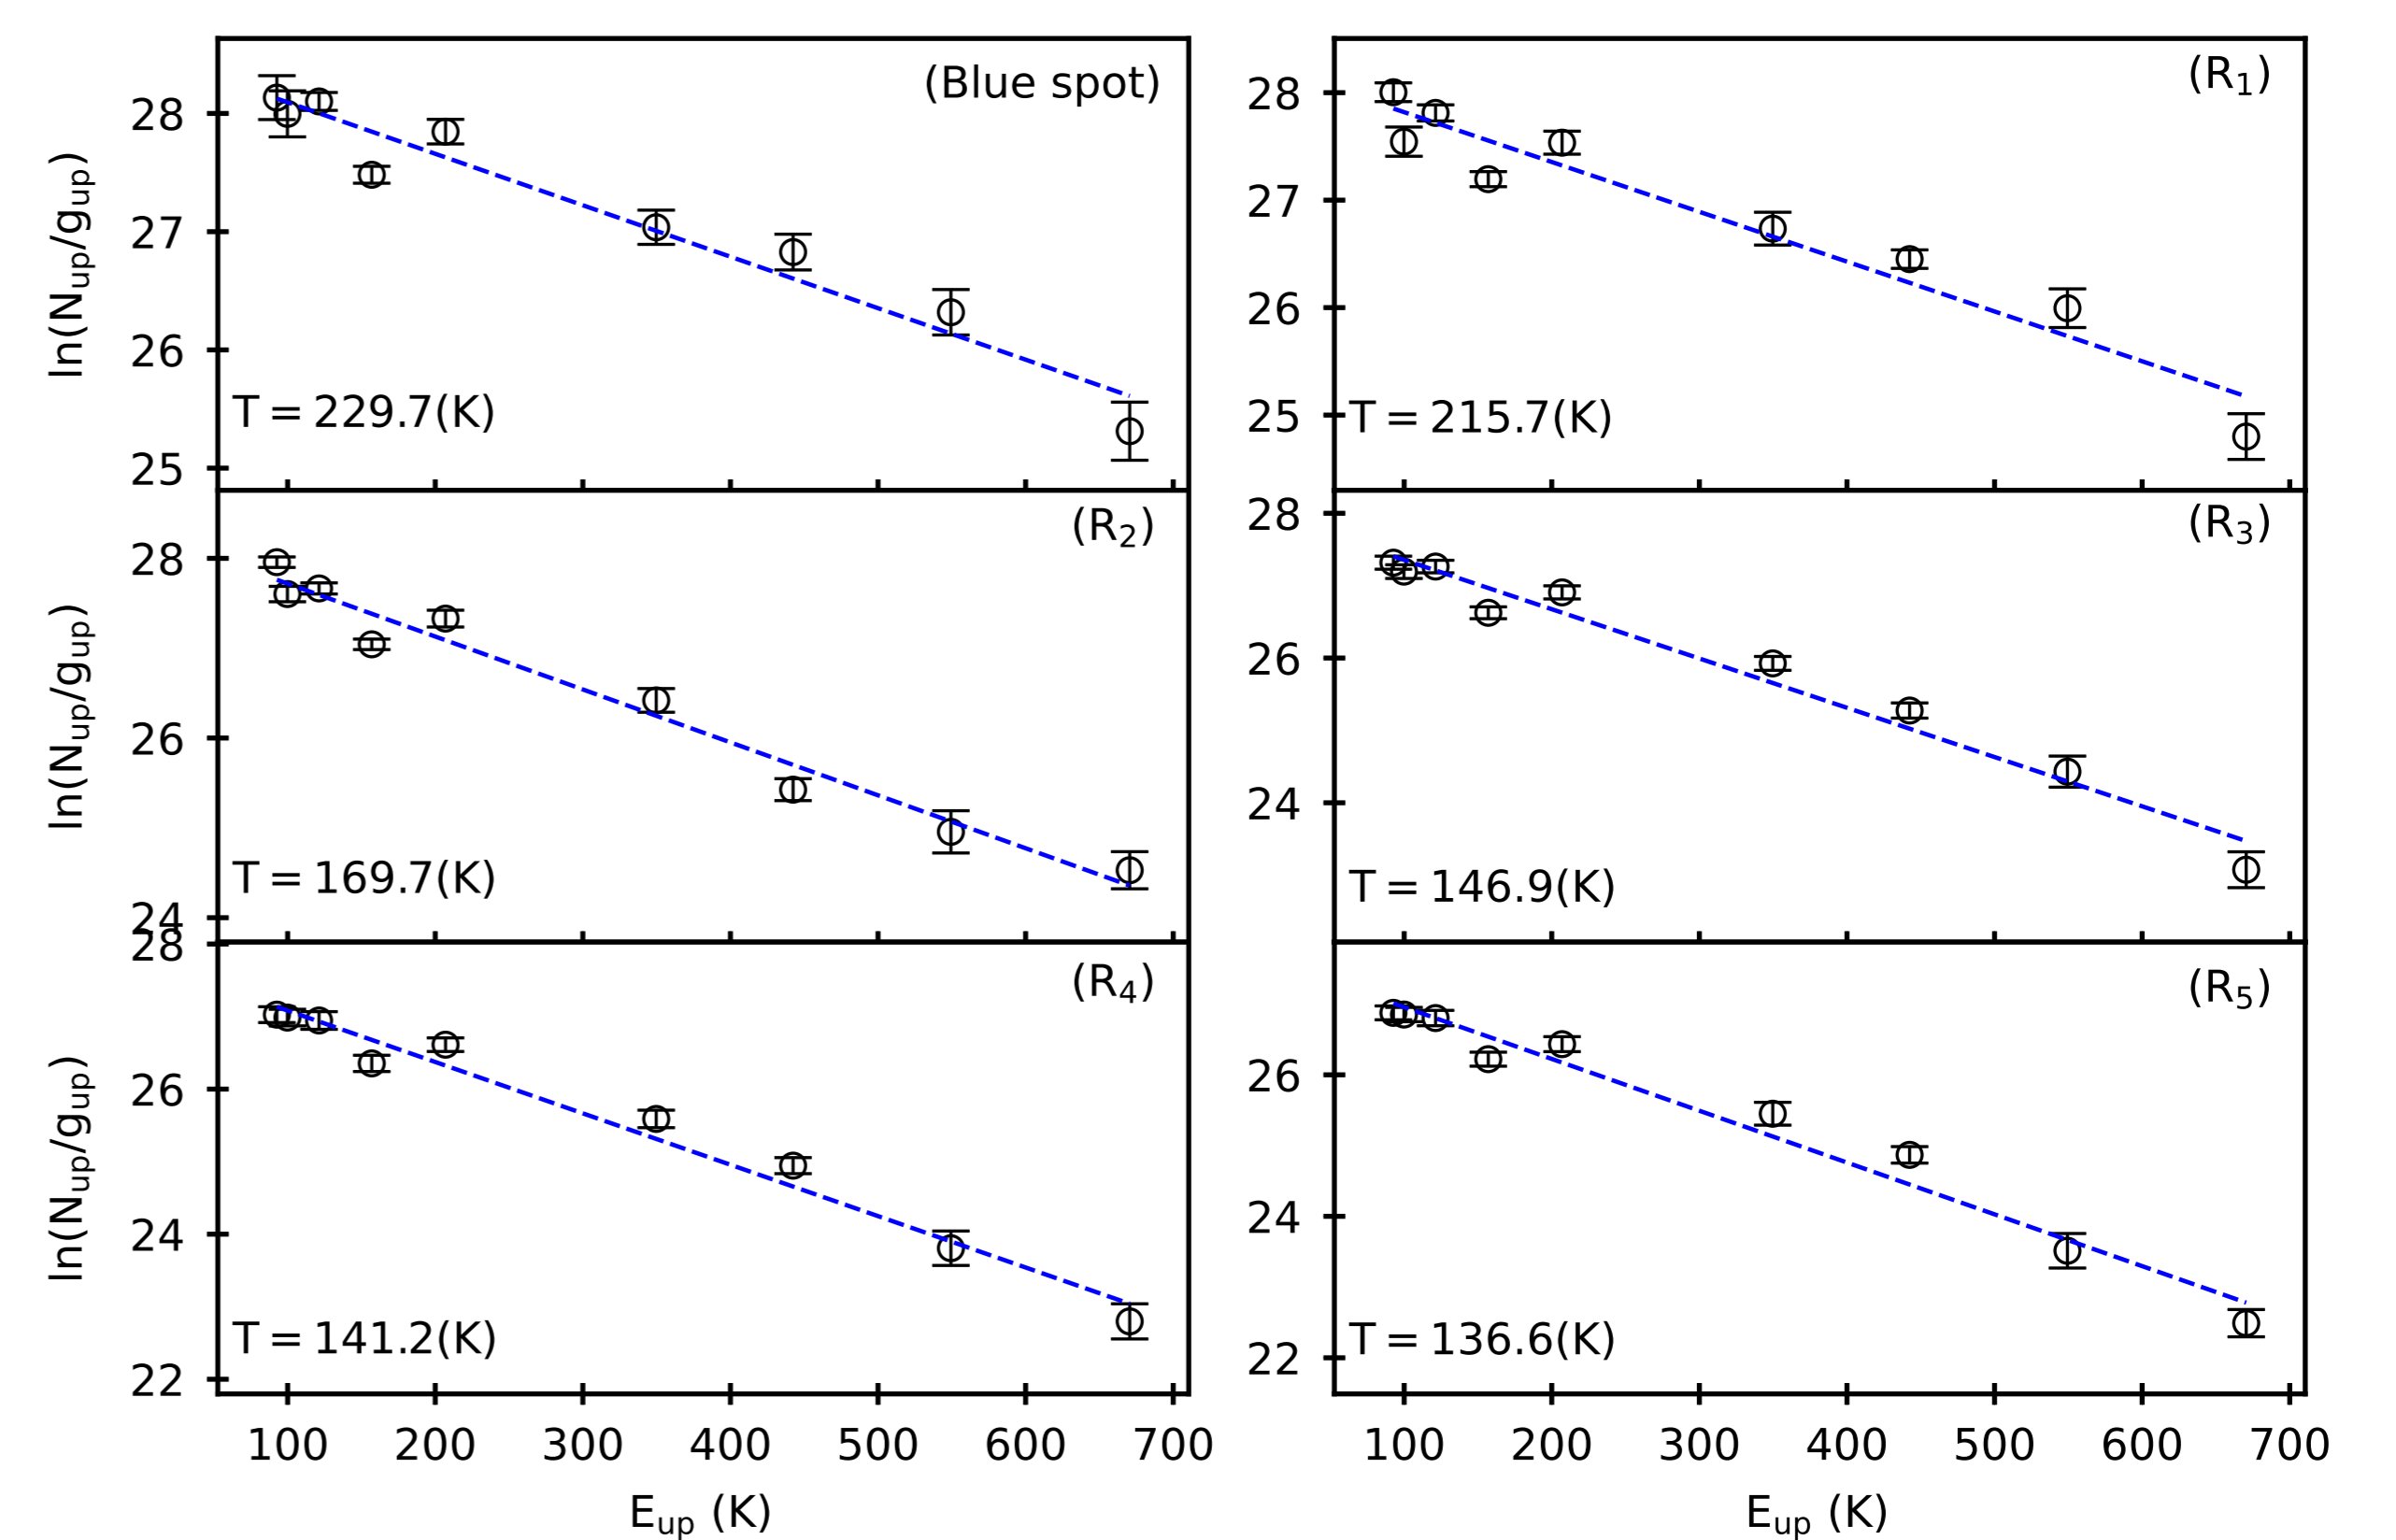 (Blue spot)
ln(Nup/gup)
28
27
26
25
T = 229.7(K)
(R1)
28
27
26
25
T = 215.7(K)
(R2)
ln(Nup/gup)
28
26
24
T = 169.7(K)
(R3)
28
26
24
T = 146.9(K)
(R4)
ln(Nup/gup)
28
26
24
22
T = 141.2(K)
100 200 300 400 500 600 700
Eup (K)
(R5)
26
24
22
T = 136.6(K)
100 200 300 400 500 600 700
Eup (K)